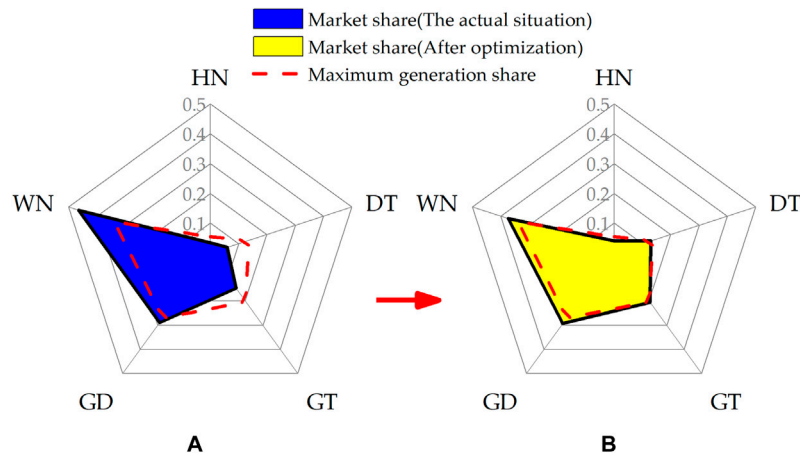 Market share(The actual situation)
Market share(After optimization)
Maximum generation share
HN
HN
0.5
0.5
0.4
0.4
0.3
0.3
WN
DT
WN
DT
0.2
0.2
0.1
0.1
GD
GT
GD
GT
A
B